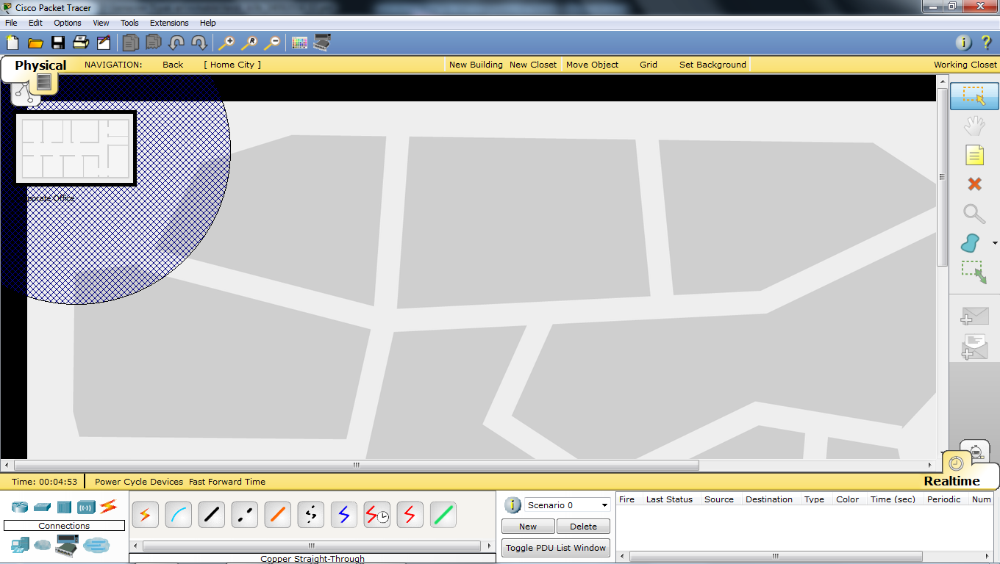 Cisco Packet Tracer
File Edit Options View Tools Extensions Help
Physical NAVIGATION: Back [ Home City ] New Building New Closet Move Object Grid Set Background Working Closet
porate Office
Time: 00:04:53 Power Cycle Devices Fast Forward Time Realtime
Connections
Copper Straight-Through
Scenario 0
New Delete
Toggle PDU List Window
Fire Last Status Source Destination Type Color Time (sec) Periodic Num